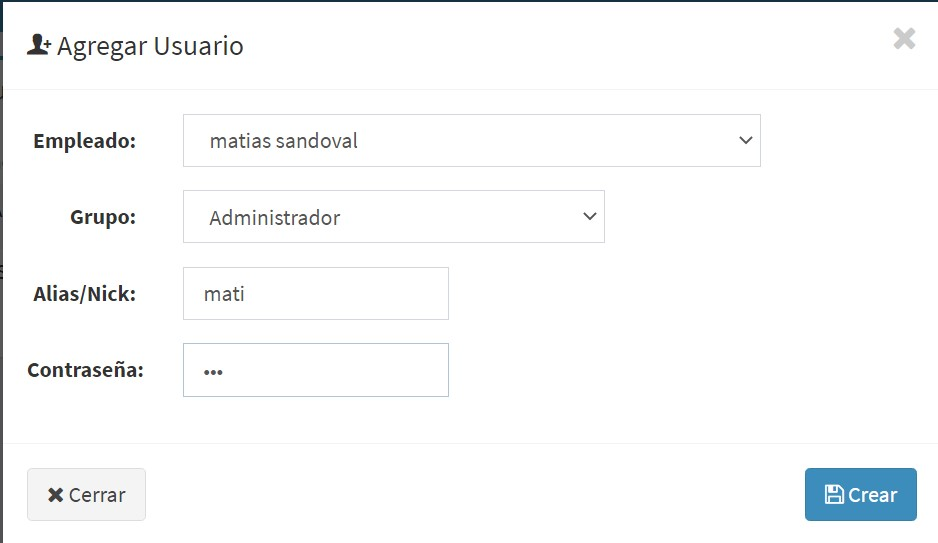 Agregar Usuario
Empleado: matias sandoval
Grupo: Administrador
Alias/Nick: mati
Contraseña: •••
Cerrar Crear